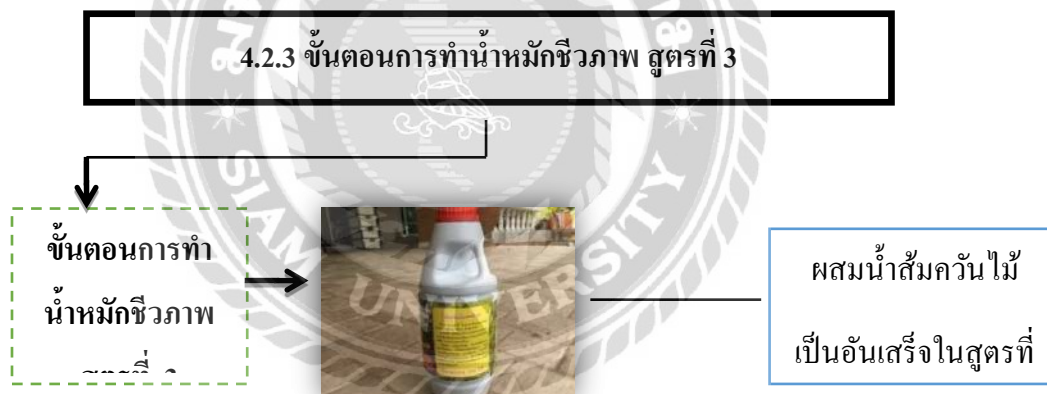 4.2.3 ขั้นตอนการทำน้ำหมักชีวภาพ สูตรที่ 3
ขั้นตอนการทำ
น้ำหมักชีวภาพ
ผสมน้ำส้มควันไม้
เป็นอันเสร็จในสูตรที่
SIAM UNIVERSITY